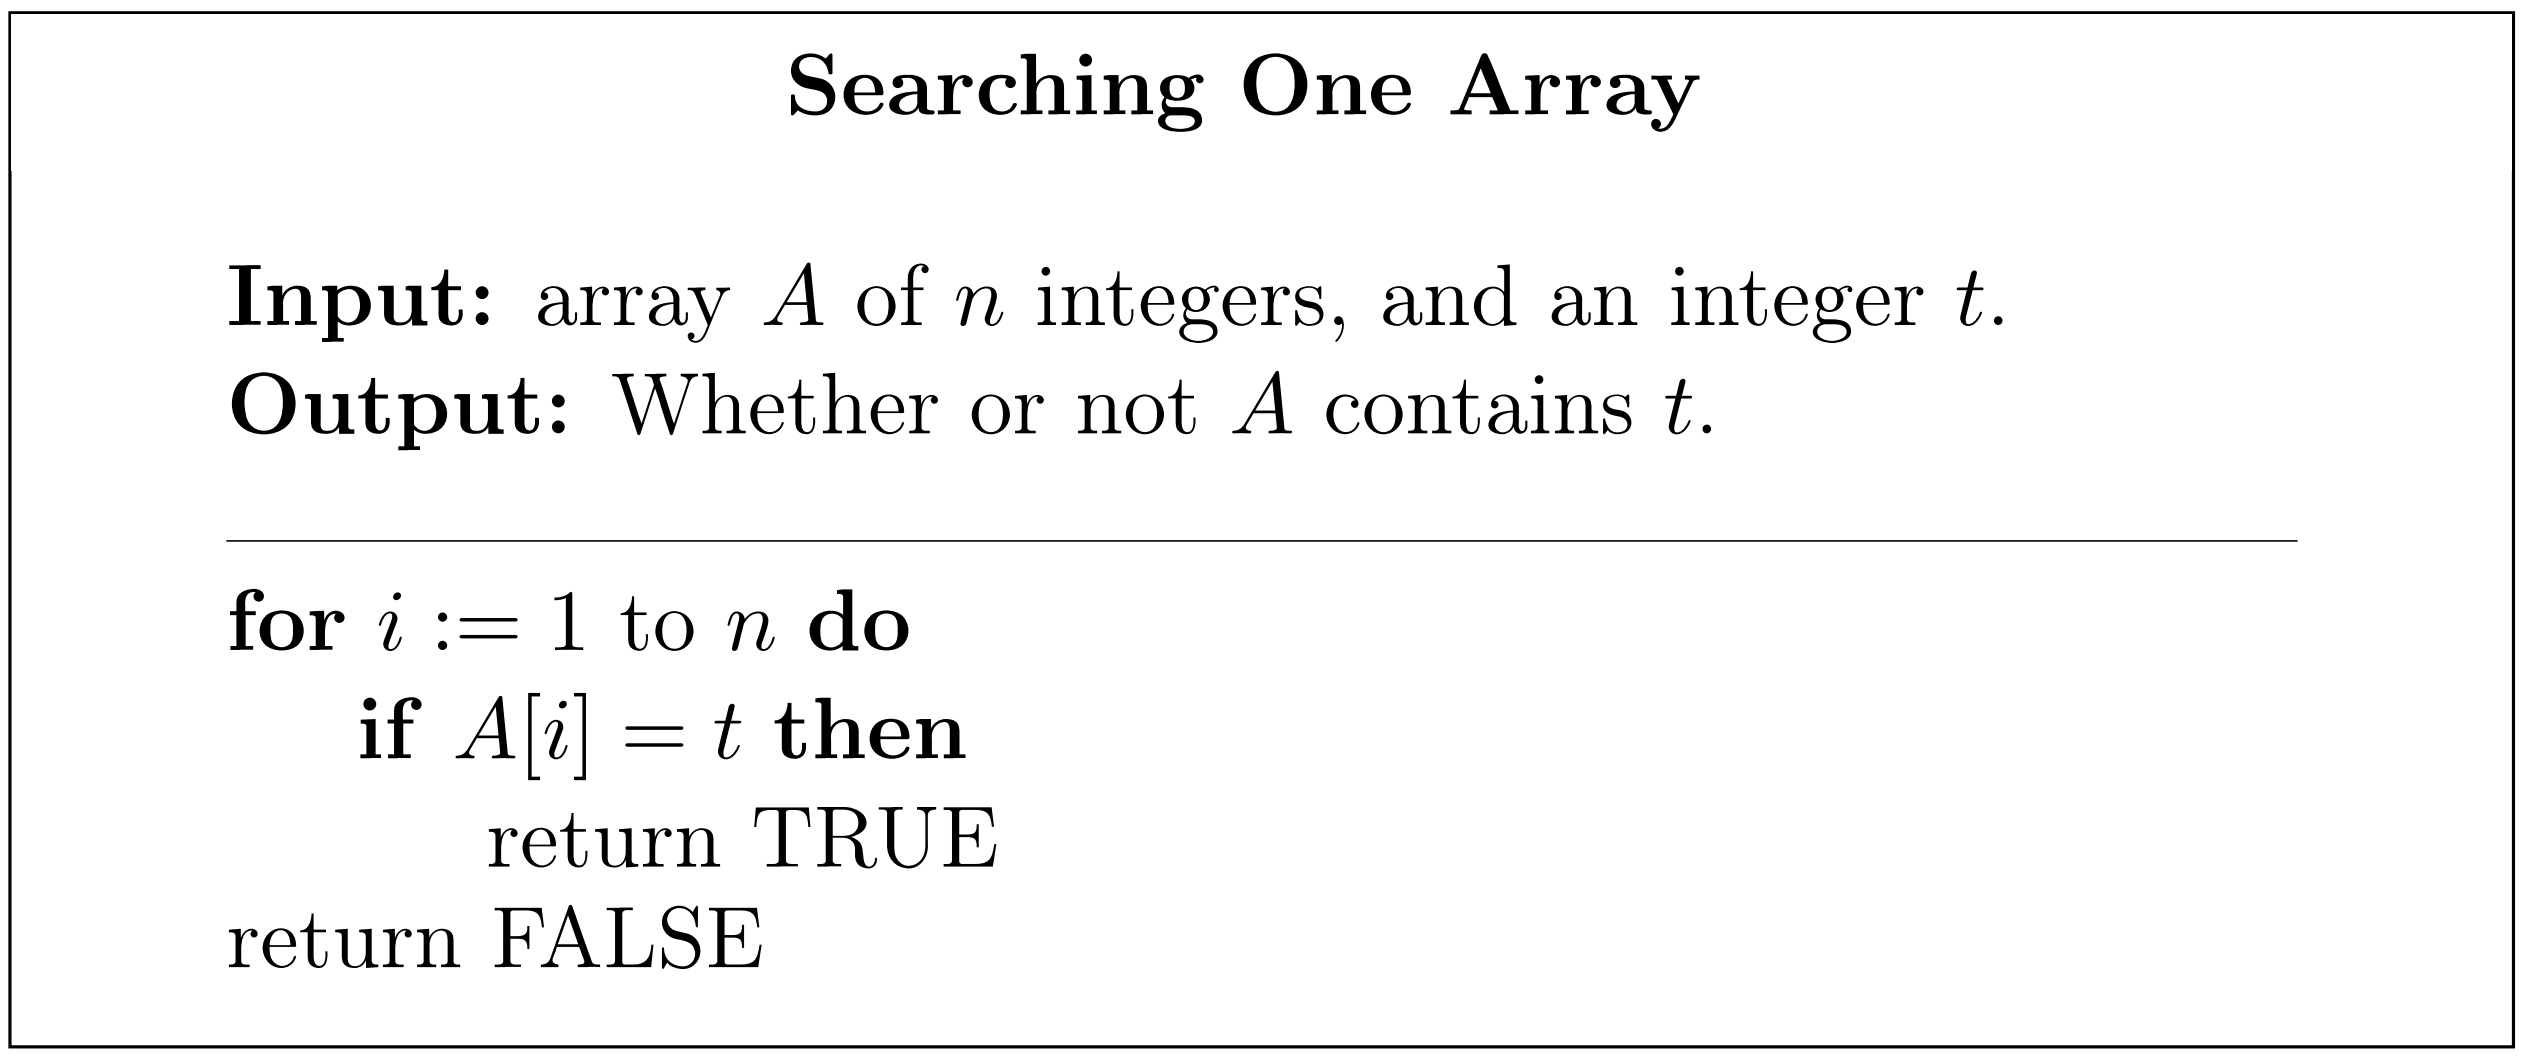 Searching One Array
Input: array A of n integers, and an integer t.
Output: Whether or not A contains t.
for i := 1 to n do
if A[i] = t then
return TRUE
return FALSE